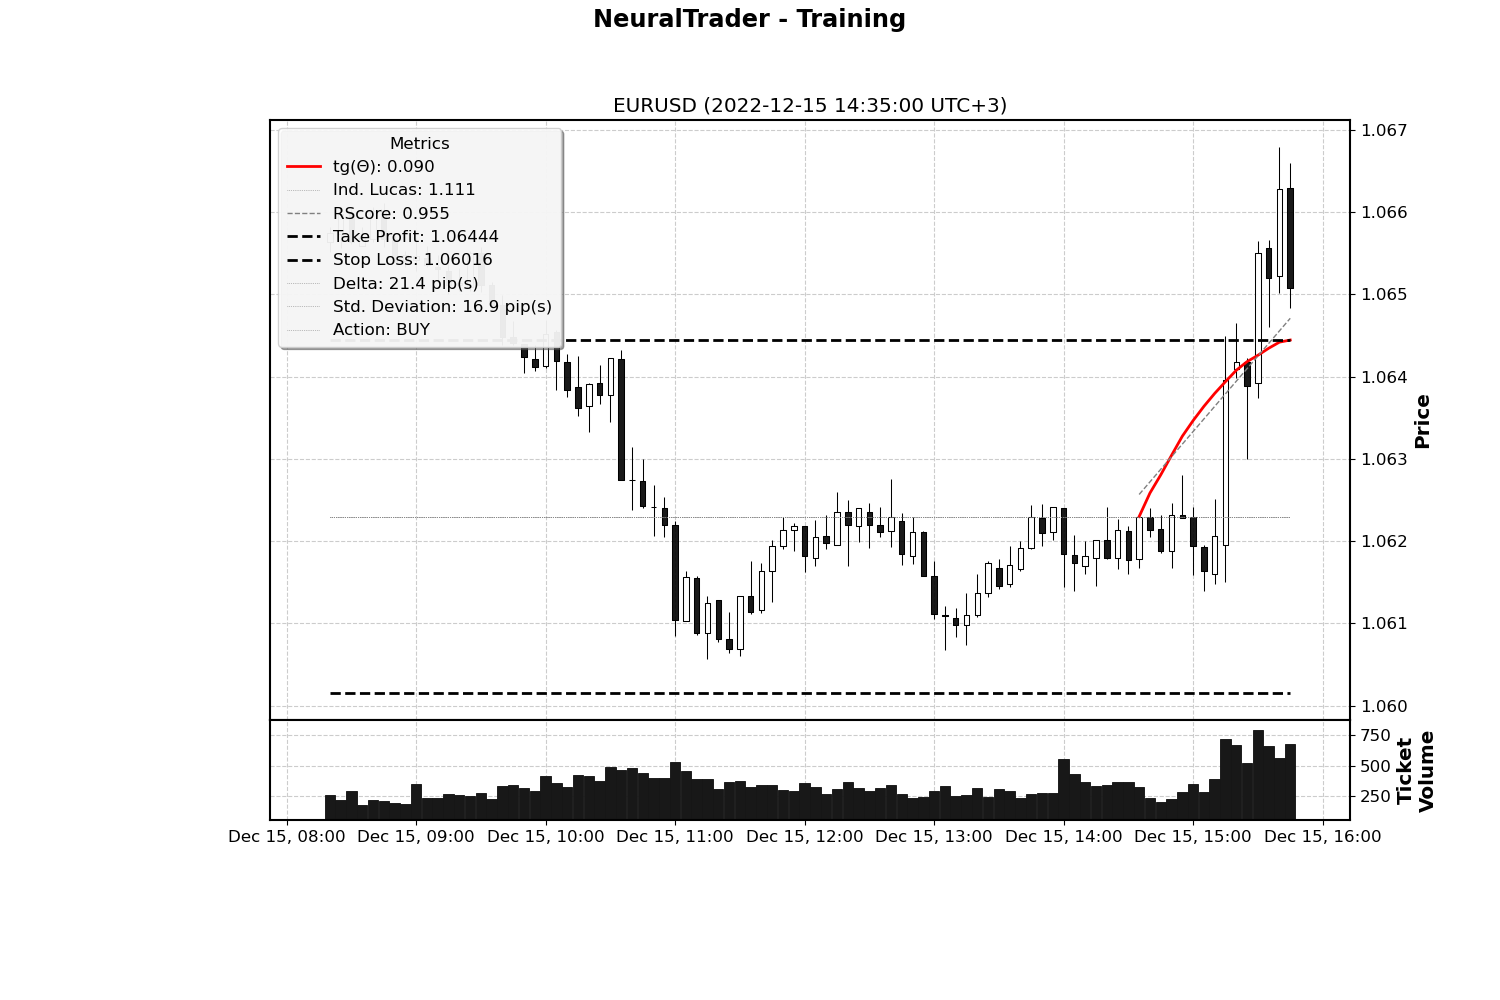 NeuralTrader - Training
EURUSD (2022-12-15 14:35:00 UTC+3)
Metrics
tg(Θ): 0.090
Ind. Lucas: 1.111
RScore: 0.955
Take Profit: 1.06444
Stop Loss: 1.06016
Delta: 21.4 pip(s)
Std. Deviation: 16.9 pip(s)
Action: BUY
1.067
1.066
1.065
1.064
1.063
1.062
1.061
1.060
Price
750
500
250
Ticket
Volume
Dec 15, 08:00
Dec 15, 09:00
Dec 15, 10:00
Dec 15, 11:00
Dec 15, 12:00
Dec 15, 13:00
Dec 15, 14:00
Dec 15, 15:00
Dec 15, 16:00